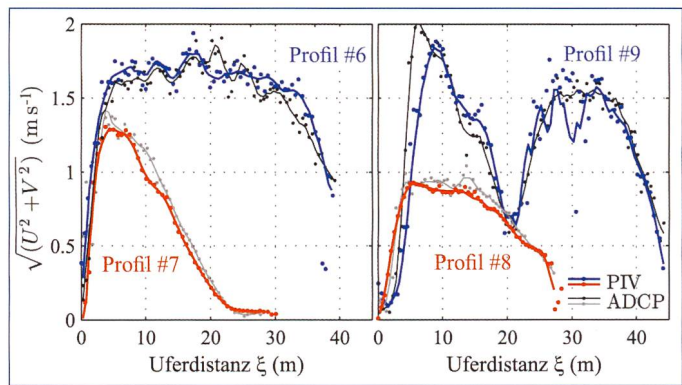 2
1.5
1
0.5
0
√(U² + V²) (m s⁻¹)
Profil #6
Profil #7
0 10 20 30 40
Uferdistanz ξ (m)
Profil #9
Profil #8
PIV
ADCP
0 10 20 30 40
Uferdistanz ξ (m)